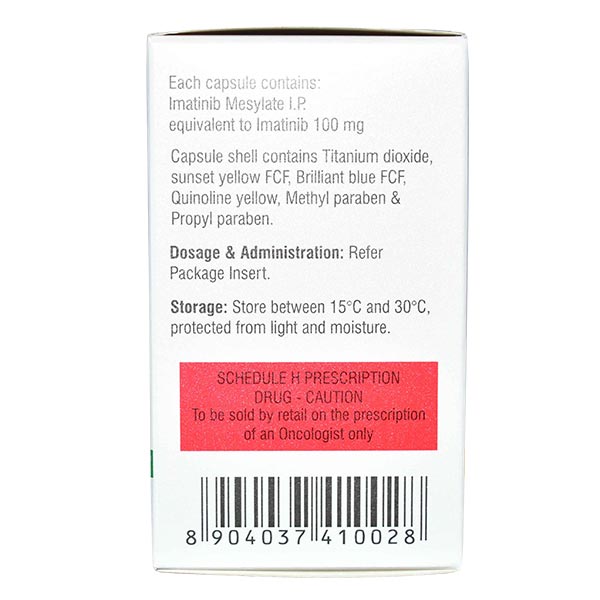 Each capsule contains:
Imatinib Mesylate I.P.
equivalent to Imatinib 100 mg
Capsule shell contains Titanium dioxide,
sunset yellow FCF, Brilliant blue FCF,
Quinoline yellow, Methyl paraben &
Propyl paraben.
Dosage & Administration: Refer
Package Insert.
Storage: Store between 15°C and 30°C,
protected from light and moisture.
SCHEDULE H PRESCRIPTION
DRUG - CAUTION
To be sold by retail on the prescription
of an Oncologist only
8 904037 410028